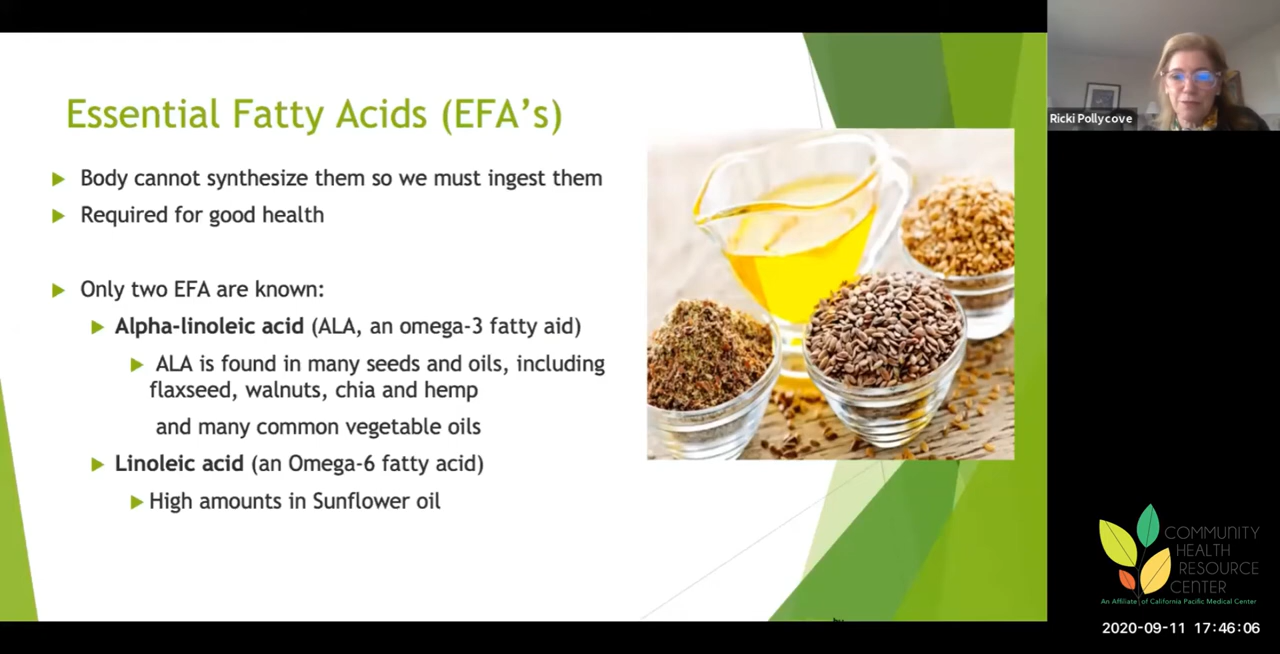 Essential Fatty Acids (EFA's)
Body cannot synthesize them so we must ingest them
Required for good health
Only two EFA are known:
Alpha-linoleic acid (ALA, an omega-3 fatty aid)
ALA is found in many seeds and oils, including
flaxseed, walnuts, chia and hemp
and many common vegetable oils
Linoleic acid (an Omega-6 fatty acid)
High amounts in Sunflower oil
Ricki Pollycove
COMMUNITY
HEALTH
RESOURCE
CENTER
An Affiliate of California Pacific Medical Center
2020-09-11 17:46:06